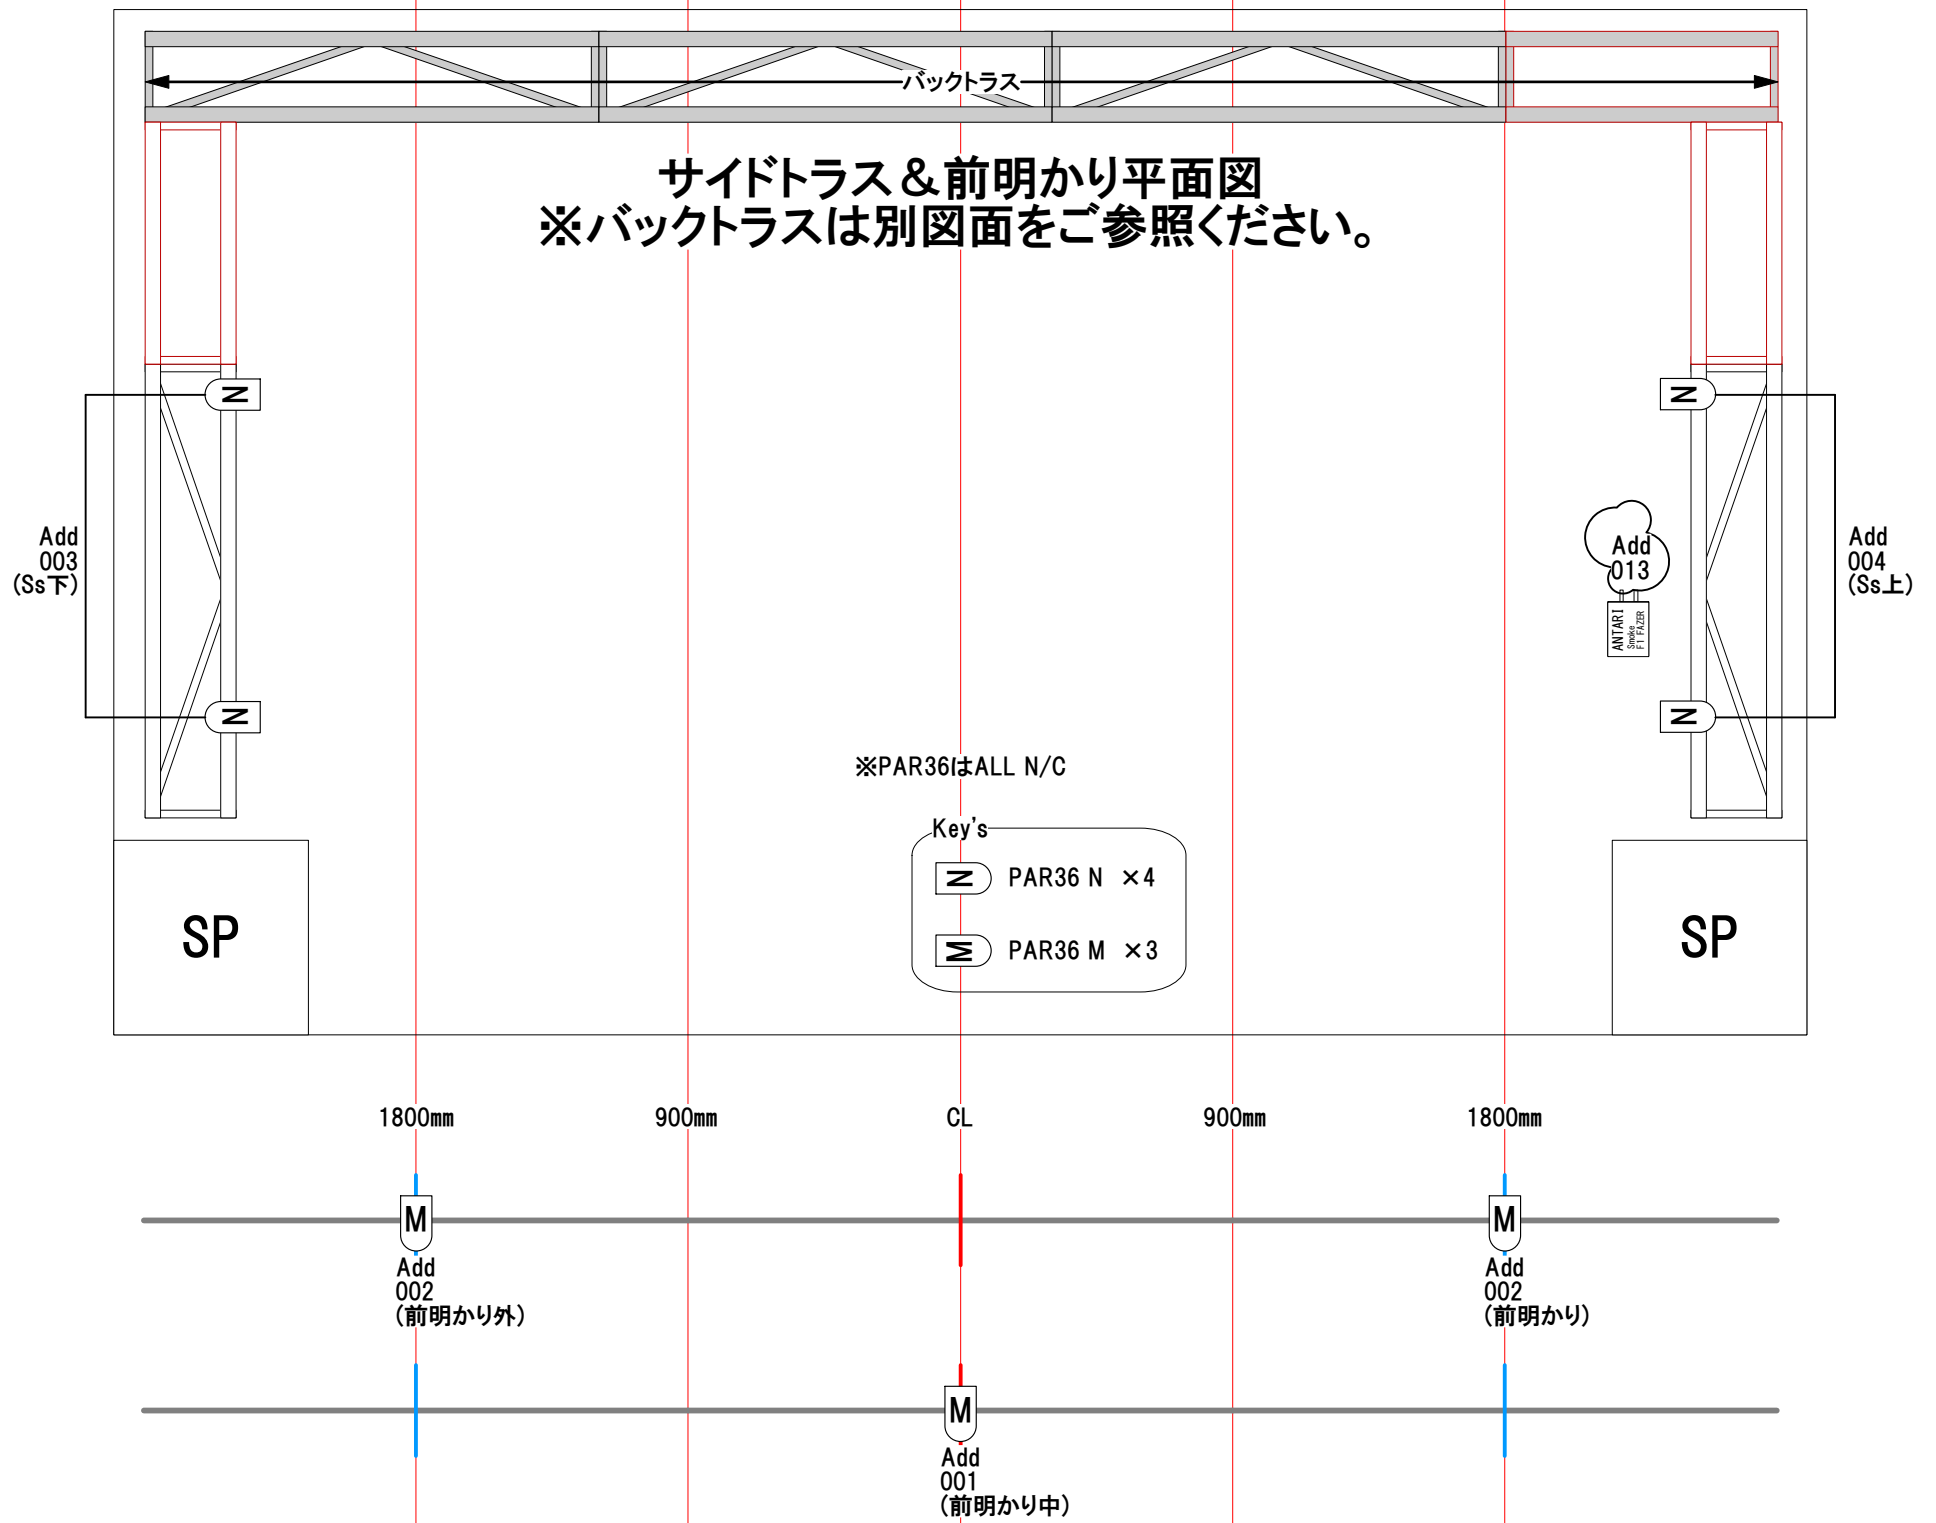 バックトラス
サイドトラス&前明かり平面図
※バックトラスは別図面をご参照ください。
N
N
Add
003
(Ss下)
Add
013
ANTARI
Smoke
F1 FAZER
Add
004
(Ss上)
N
N
※PAR36はALL N/C
Key's
N PAR36 N ×4
M PAR36 M ×3
SP
SP
1800mm 900mm CL 900mm 1800mm
M
M
Add
002
(前明かり外)
Add
002
(前明かり)
M
Add
001
(前明かり中)